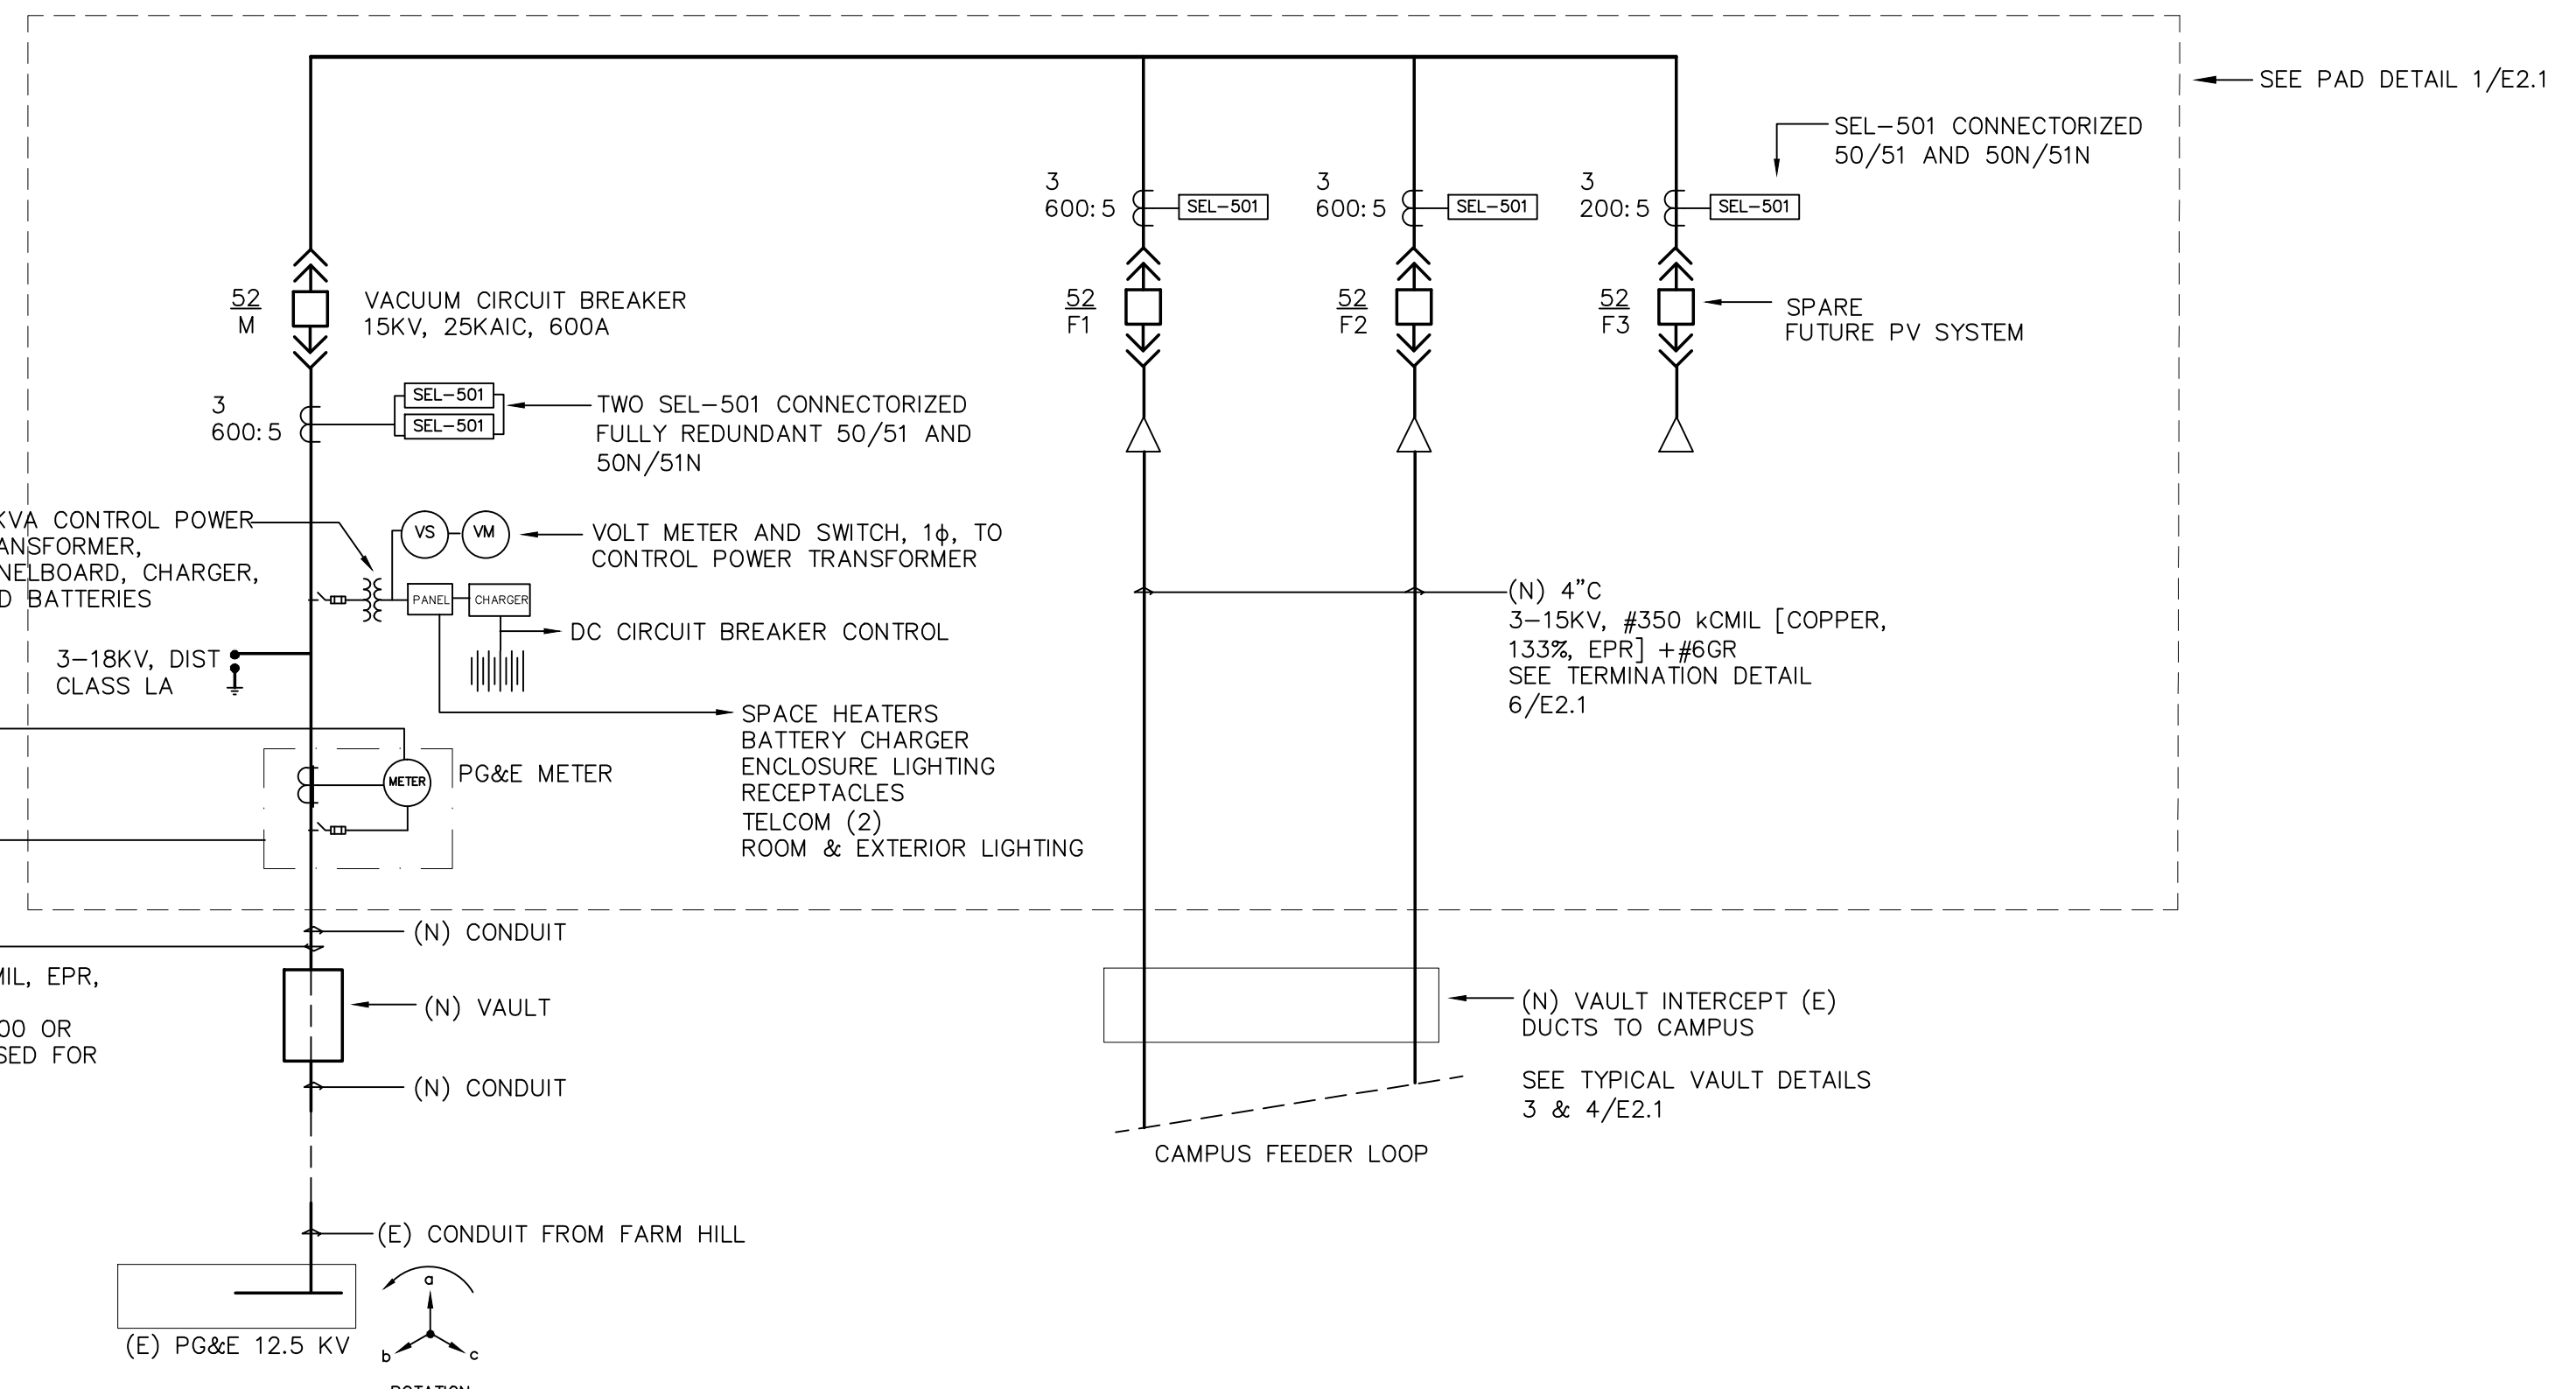 SEE PAD DETAIL 1/E2.1
SEL-501 CONNECTORIZED
50/51 AND 50N/51N
3
600:5
SEL-501
3
600:5
SEL-501
3
200:5
SEL-501
52
M
VACUUM CIRCUIT BREAKER
15KV, 25KAIC, 600A
52
F1
52
F2
52
F3
SPARE
FUTURE PV SYSTEM
3
600:5
SEL-501
SEL-501
TWO SEL-501 CONNECTORIZED
FULLY REDUNDANT 50/51 AND
50N/51N
KVA CONTROL POWER
ANSFORMER,
NELBOARD, CHARGER,
D BATTERIES
VS
VM
VOLT METER AND SWITCH, 1ϕ, TO
CONTROL POWER TRANSFORMER
PANEL
CHARGER
DC CIRCUIT BREAKER CONTROL
(N) 4"C
3-15KV, #350 kCMIL [COPPER,
133%, EPR] +#6GR
SEE TERMINATION DETAIL
6/E2.1
3-18KV, DIST
CLASS LA
SPACE HEATERS
BATTERY CHARGER
ENCLOSURE LIGHTING
RECEPTACLES
TELCOM (2)
ROOM & EXTERIOR LIGHTING
METER
PG&E METER
(N) CONDUIT
MIL, EPR,
00 OR
SED FOR
(N) VAULT
(N) CONDUIT
(N) VAULT INTERCEPT (E)
DUCTS TO CAMPUS
SEE TYPICAL VAULT DETAILS
3 & 4/E2.1
CAMPUS FEEDER LOOP
(E) CONDUIT FROM FARM HILL
(E) PG&E 12.5 KV
a
b
c
ROTATION